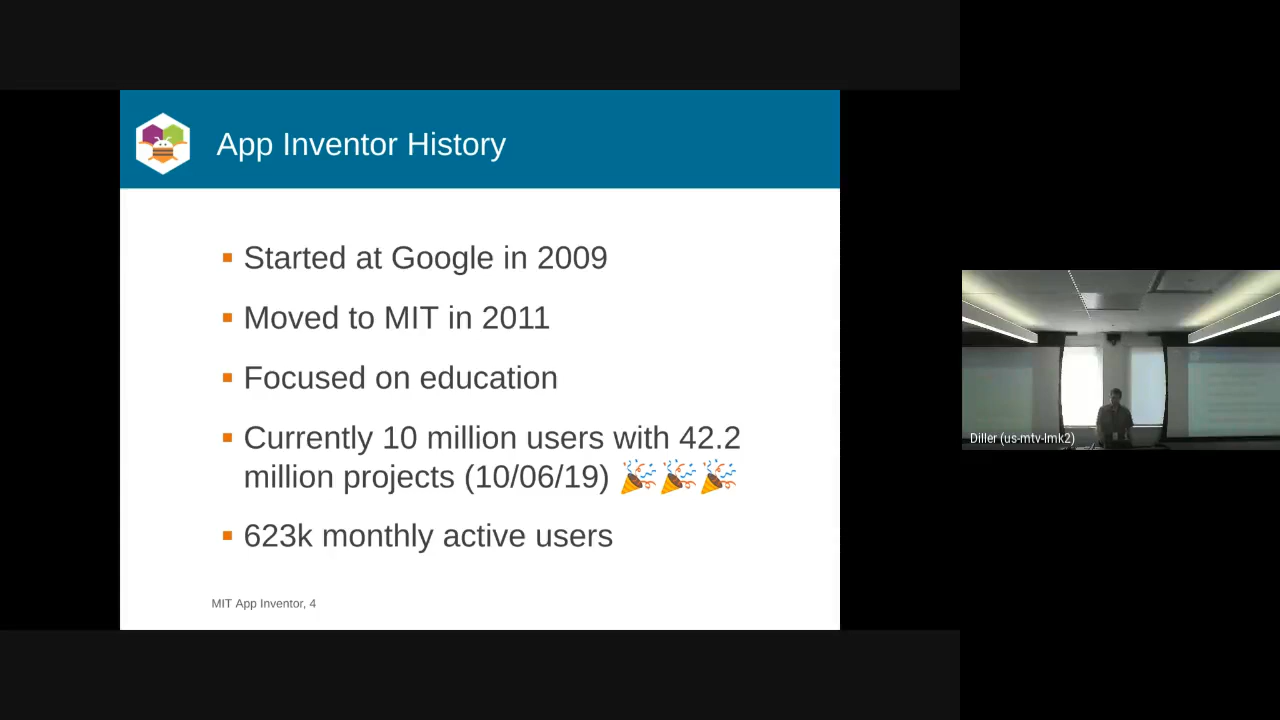 App Inventor History
▪ Started at Google in 2009
▪ Moved to MIT in 2011
▪ Focused on education
▪ Currently 10 million users with 42.2
million projects (10/06/19) 🎉🎉🎉
▪ 623k monthly active users
MIT App Inventor, 4
Diller (us-mtv-lmk2)